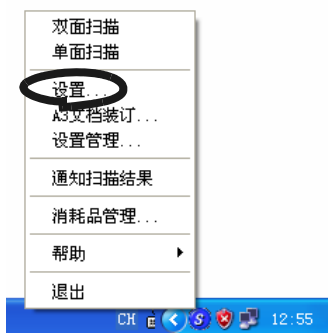 双面扫描
单面扫描
设置...
A3文档装订...
设置管理...
通知扫描结果
消耗品管理...
帮助
退出
CH S 12:55